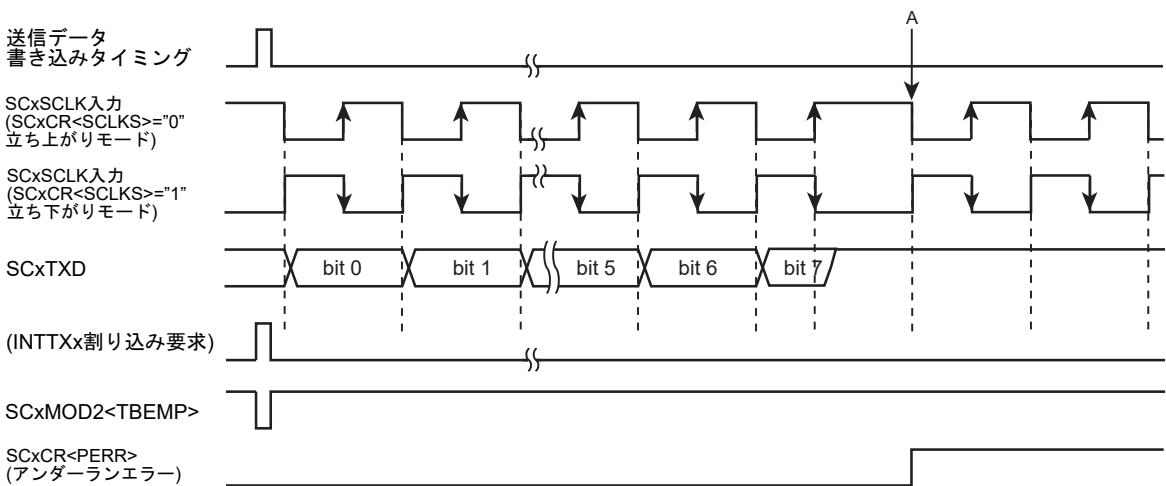 A
送信データ
書き込みタイミング
SCxSCLK入力
(SCxCR<SCLKS>="0"
立ち上がりモード)
SCxSCLK入力
(SCxCR<SCLKS>="1"
立ち下がりモード)
SCxTXD
bit 0
bit 1
bit 5
bit 6
bit 7
(INTTXx割り込み要求)
SCxMOD2<TBEMP>
SCxCR<PERR>
(アンダーランエラー)